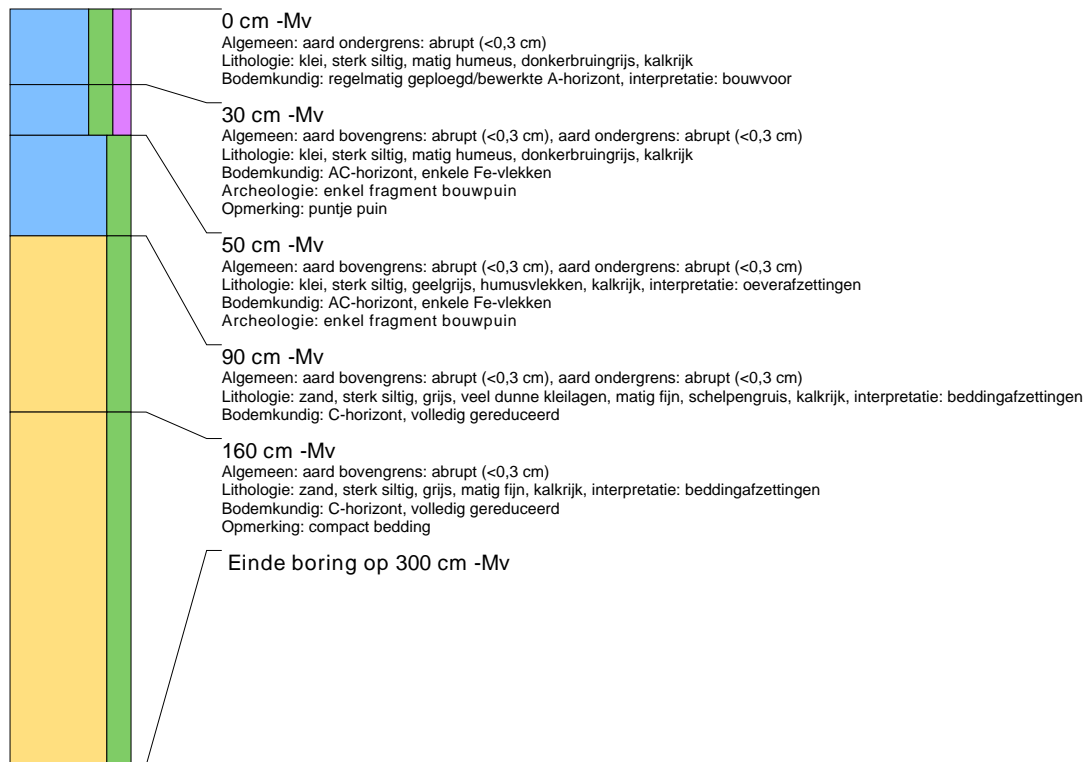 0 cm -Mv
Algemeen: aard ondergrens: abrupt (<0,3 cm)
Lithologie: klei, sterk siltig, matig humeus, donkerbruingrijs, kalkrijk
Bodemkundig: regelmatig geploegd/bewerkte A-horizont, interpretatie: bouwvoor
30 cm -Mv
Algemeen: aard bovengrens: abrupt (<0,3 cm), aard ondergrens: abrupt (<0,3 cm)
Lithologie: klei, sterk siltig, matig humeus, donkerbruingrijs, kalkrijk
Bodemkundig: AC-horizont, enkele Fe-vlekken
Archeologie: enkel fragment bouwpuin
Opmerking: puntje puin
50 cm -Mv
Algemeen: aard bovengrens: abrupt (<0,3 cm), aard ondergrens: abrupt (<0,3 cm)
Lithologie: klei, sterk siltig, geelgrijs, humusvlekken, kalkrijk, interpretatie: oeverafzettingen
Bodemkundig: AC-horizont, enkele Fe-vlekken
Archeologie: enkel fragment bouwpuin
90 cm -Mv
Algemeen: aard bovengrens: abrupt (<0,3 cm), aard ondergrens: abrupt (<0,3 cm)
Lithologie: zand, sterk siltig, grijs, veel dunne kleilagen, matig fijn, schelpengruis, kalkrijk, interpretatie: beddingafzettingen
Bodemkundig: C-horizont, volledig gereduceerd
160 cm -Mv
Algemeen: aard bovengrens: abrupt (<0,3 cm)
Lithologie: zand, sterk siltig, grijs, matig fijn, kalkrijk, interpretatie: beddingafzettingen
Bodemkundig: C-horizont, volledig gereduceerd
Opmerking: compact bedding
Einde boring op 300 cm -Mv